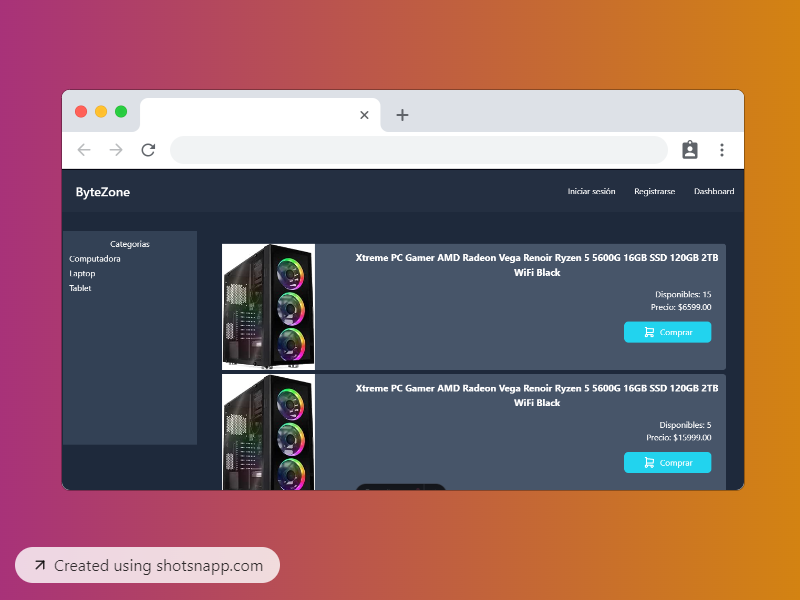 ByteZone
Iniciar sesión
Registrarse
Dashboard
Categorias
Computadora
Laptop
Tablet
Xtreme PC Gamer AMD Radeon Vega Renoir Ryzen 5 5600G 16GB SSD 120GB 2TB
WiFi Black
Disponibles: 15
Precio: $6599.00
Comprar
Xtreme PC Gamer AMD Radeon Vega Renoir Ryzen 5 5600G 16GB SSD 120GB 2TB
WiFi Black
Disponibles: 5
Precio: $15999.00
Comprar
Created using shotsnapp.com